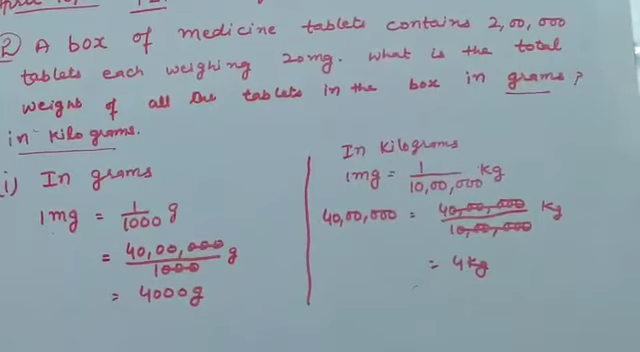 2) A box of medicine tablets contains 2,00,000
tablets each weighing 20mg. What is the total
weight of all the tablets in the box in grams?
in kilograms.
i) In grams
1mg = 1/1000 g
= 40,00,000/1000 g
= 4000g
In Kilograms
1mg = 1/10,00,000 kg
40,00,000 = 40,00,000/10,00,000 Kg
= 4Kg